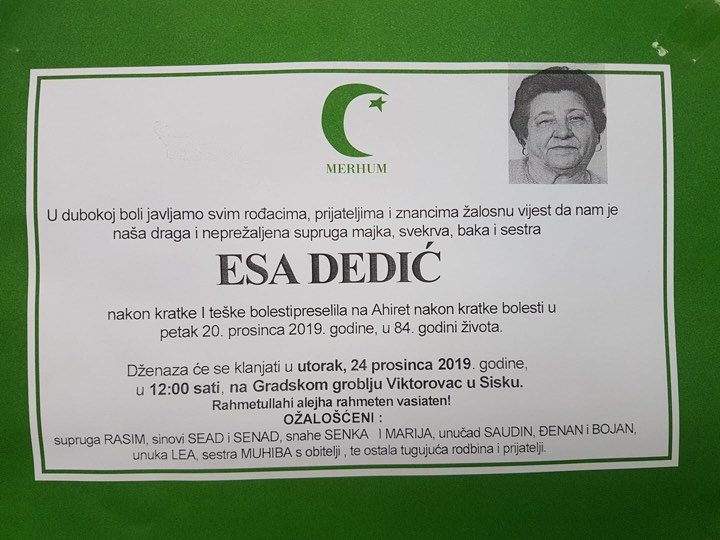 MERHUM
U dubokoj boli javljamo svim rođacima, prijateljima i znancima žalosnu vijest da nam je
naša draga i neprežaljena supruga majka, svekrva, baka i sestra
ESA DEDIĆ
nakon kratke I teške bolestipreselila na Ahiret nakon kratke bolesti u
petak 20. prosinca 2019. godine, u 84. godini života.
Dženaza će se klanjati u utorak, 24 prosinca 2019. godine,
u 12:00 sati, na Gradskom groblju Viktorovac u Sisku.
Rahmetullahi alejha rahmeten vasiaten!
OŽALOŠĆENI :
supruga RASIM, sinovi SEAD i SENAD, snahe SENKA I MARIJA, unučad SAUDIN, ĐENAN i BOJAN,
unuka LEA, sestra MUHIBA s obitelji , te ostala tugujuća rodbina i prijatelji.